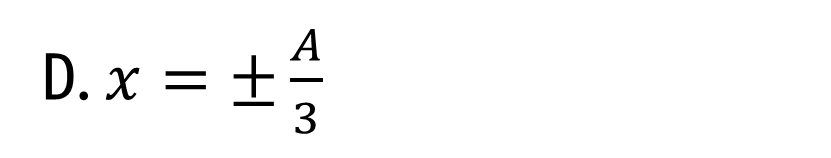 D. x = ± A/3